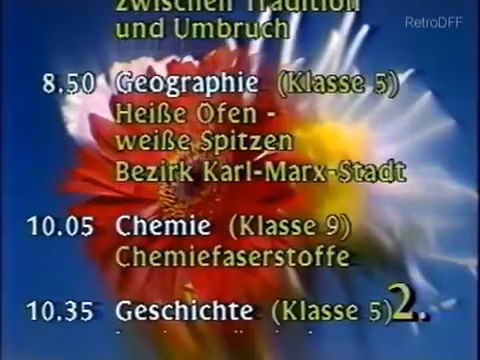 zwischen Tradition
und Umbruch
RetroDFF
8.50 Geographie (Klasse 5)
Heiße Öfen -
weiße Spitzen
Bezirk Karl-Marx-Stadt
10.05 Chemie (Klasse 9)
Chemiefaserstoffe
10.35 Geschichte (Klasse 5)
2.